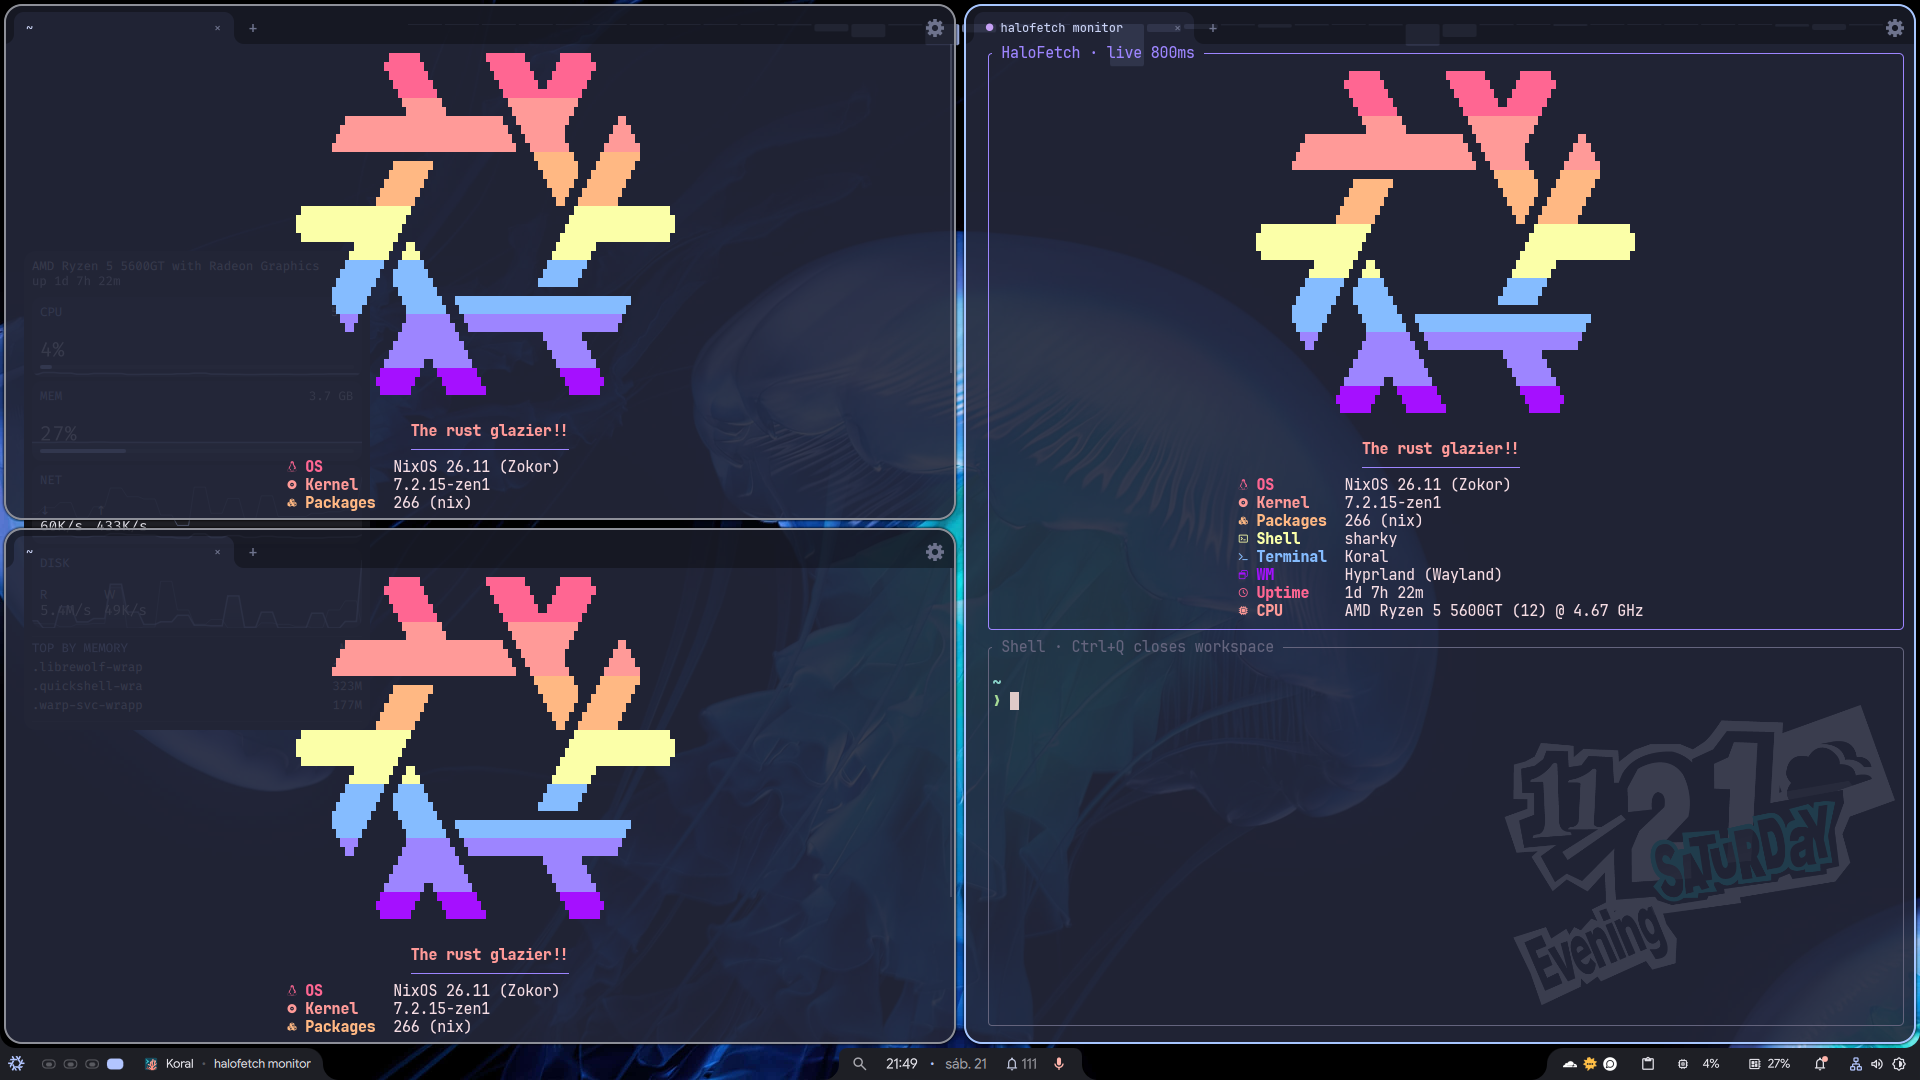 ~ × +
AMD Ryzen 5 5600GT with Radeon Graphics
up 1d 7h 22m
CPU
4%
MEM 3.7 GB
27%
NET
60K/s 433K/s
The rust glazier!!
OS NixOS 26.11 (Zokor)
Kernel 7.2.15-zen1
Packages 266 (nix)
~ × +
DISK
R W
5.4M/s 49K/s
TOP BY MEMORY
.librewolf-wrap
.quickshell-wra 323M
.warp-svc-wrapp 177M
The rust glazier!!
OS NixOS 26.11 (Zokor)
Kernel 7.2.15-zen1
Packages 266 (nix)
halofetch monitor × +
HaloFetch · live 800ms
The rust glazier!!
OS NixOS 26.11 (Zokor)
Kernel 7.2.15-zen1
Packages 266 (nix)
Shell sharky
Terminal Koral
WM Hyprland (Wayland)
Uptime 1d 7h 22m
CPU AMD Ryzen 5 5600GT (12) @ 4.67 GHz
Shell · Ctrl+Q closes workspace
~
❯
11/21
SATURDAY
Evening
Koral · halofetch monitor
21:49 · sáb. 21 111
4% 27%